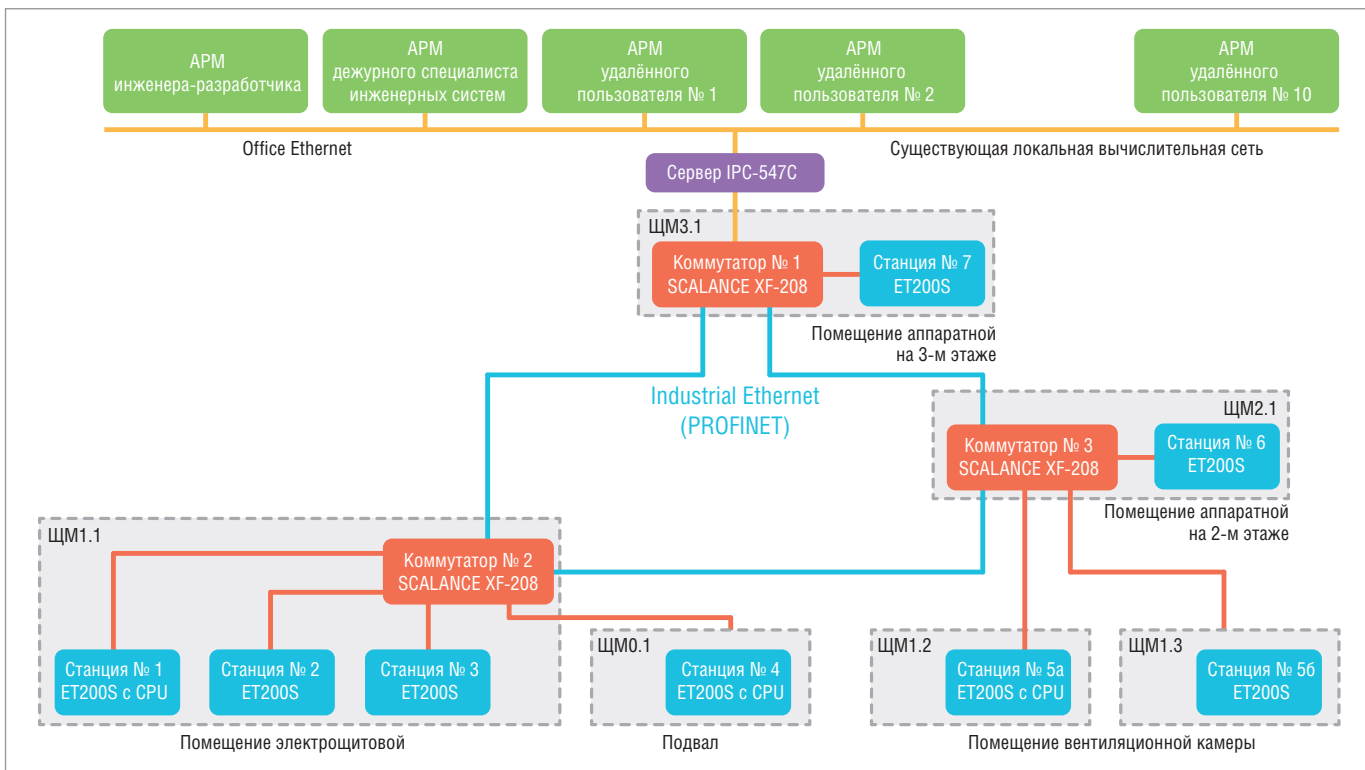 АРМ
инженера-разработчика
АРМ
дежурного специалиста
инженерных систем
АРМ
удалённого
пользователя № 1
АРМ
удалённого
пользователя № 2
АРМ
удалённого
пользователя № 10
Office Ethernet
Существующая локальная вычислительная сеть
Сервер IPC-547C
ЩМ3.1
Коммутатор № 1
SCALANCE XF-208
Станция № 7
ET200S
Помещение аппаратной
на 3-м этаже
Industrial Ethernet
(PROFINET)
ЩМ2.1
Коммутатор № 3
SCALANCE XF-208
Станция № 6
ET200S
Помещение аппаратной
на 2-м этаже
ЩМ1.1
Коммутатор № 2
SCALANCE XF-208
Станция № 1
ET200S с CPU
Станция № 2
ET200S
Станция № 3
ET200S
Помещение электрощитовой
ЩМ0.1
Станция № 4
ET200S с CPU
Подвал
ЩМ1.2
Станция № 5а
ET200S с CPU
ЩМ1.3
Станция № 5б
ET200S
Помещение вентиляционной камеры